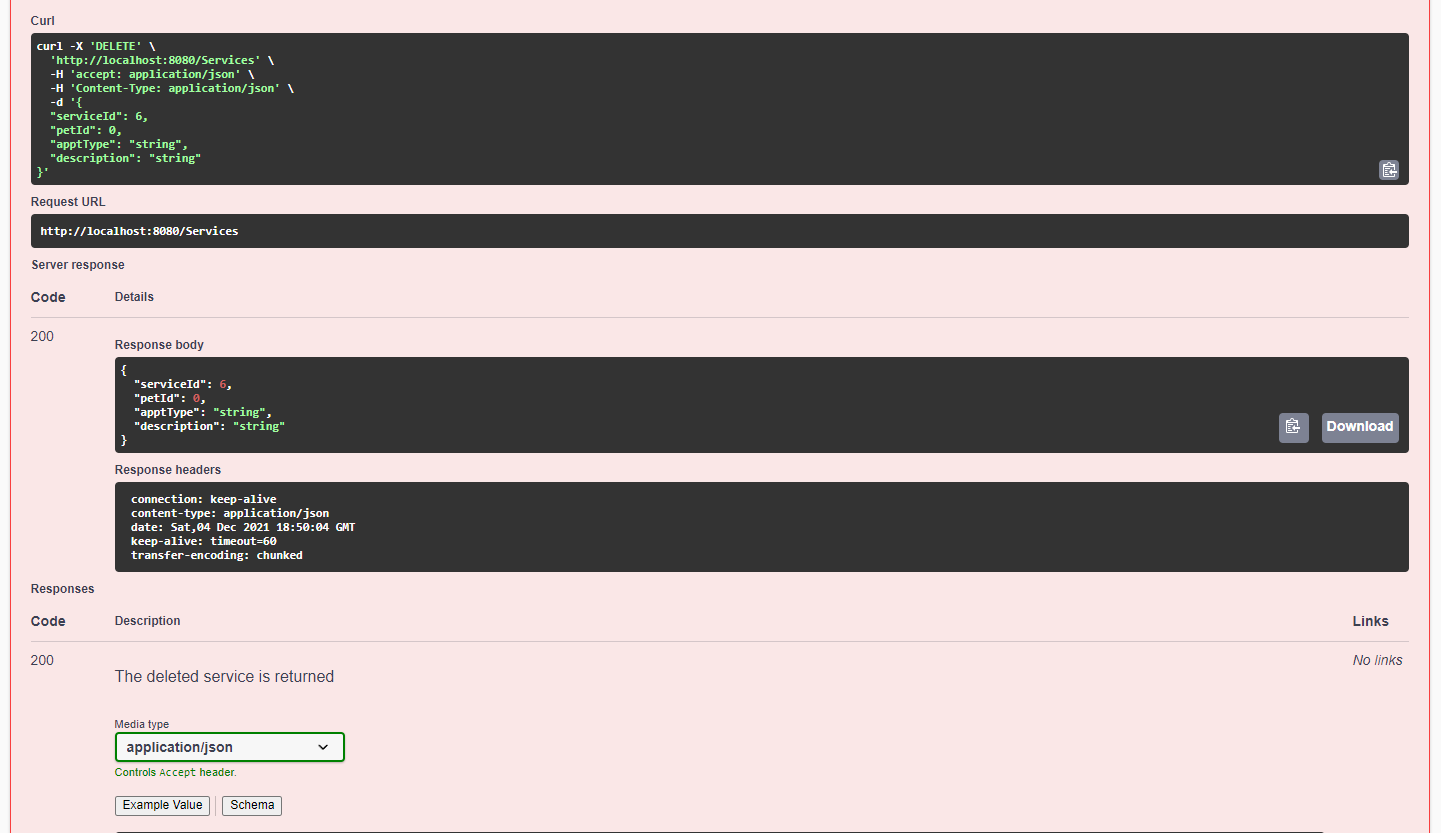 Curl
curl -X 'DELETE' \
  'http://localhost:8080/Services' \
  -H 'accept: application/json' \
  -H 'Content-Type: application/json' \
  -d '{
  "serviceId": 6,
  "petId": 0,
  "apptType": "string",
  "description": "string"
}'
Request URL
http://localhost:8080/Services
Server response
Code Details
200
Response body
{
  "serviceId": 6,
  "petId": 0,
  "apptType": "string",
  "description": "string"
}
Download
Response headers
connection: keep-alive
content-type: application/json
date: Sat,04 Dec 2021 18:50:04 GMT
keep-alive: timeout=60
transfer-encoding: chunked
Responses
Code Description Links
200 No links
The deleted service is returned
Media type
application/json
Controls Accept header.
Example Value Schema